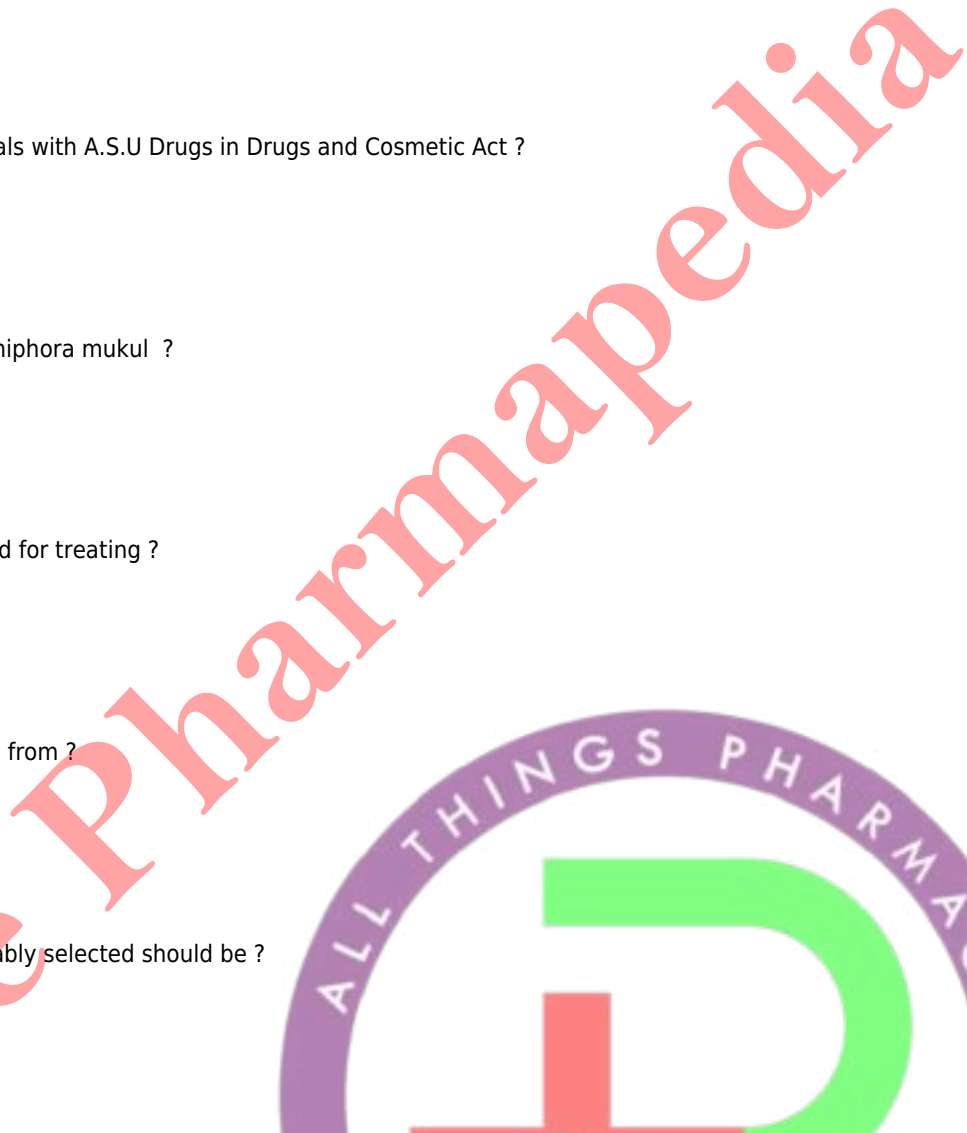 als with A.S.U Drugs in Drugs and Cosmetic Act ?
niphora mukul ?
d for treating ?
from ?
ably selected should be ?
e Pharmapedia
ALL THINGS PHARMAC